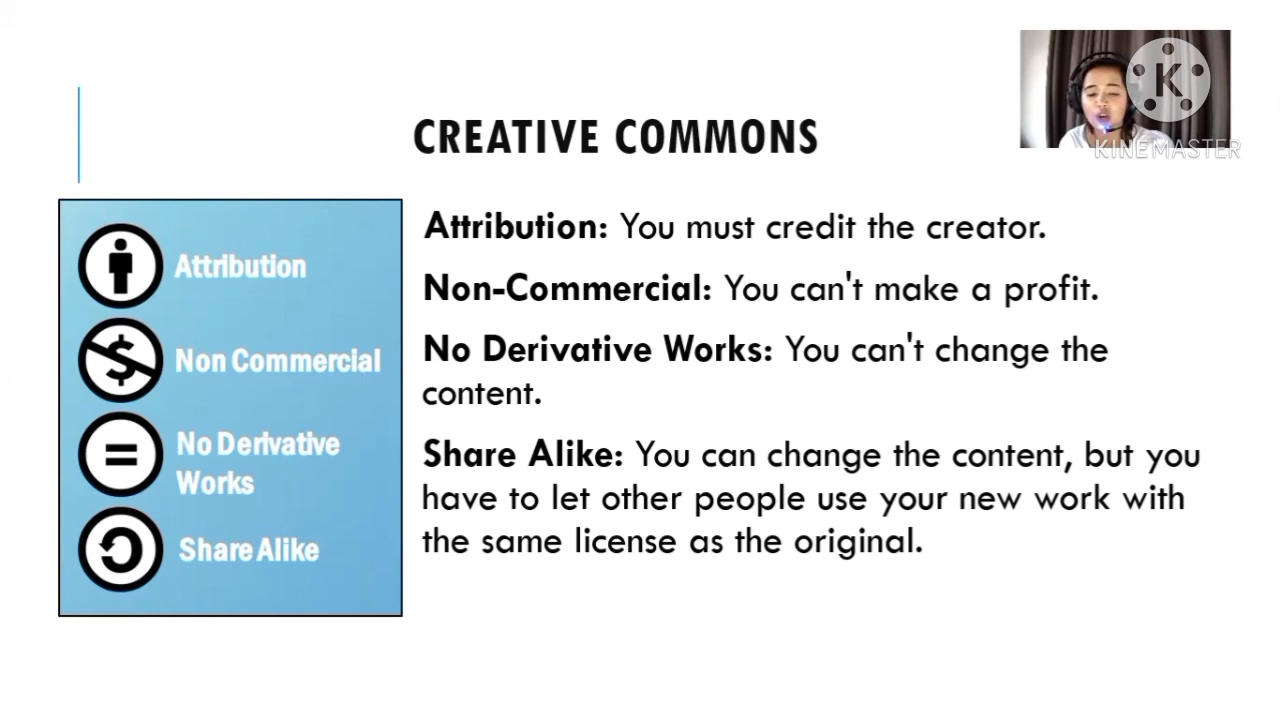 CREATIVE COMMONS
K
KINEMASTER
Attribution
Non Commercial
No Derivative
Works
Share Alike
Attribution: You must credit the creator.
Non-Commercial: You can't make a profit.
No Derivative Works: You can't change the
content.
Share Alike: You can change the content, but you
have to let other people use your new work with
the same license as the original.